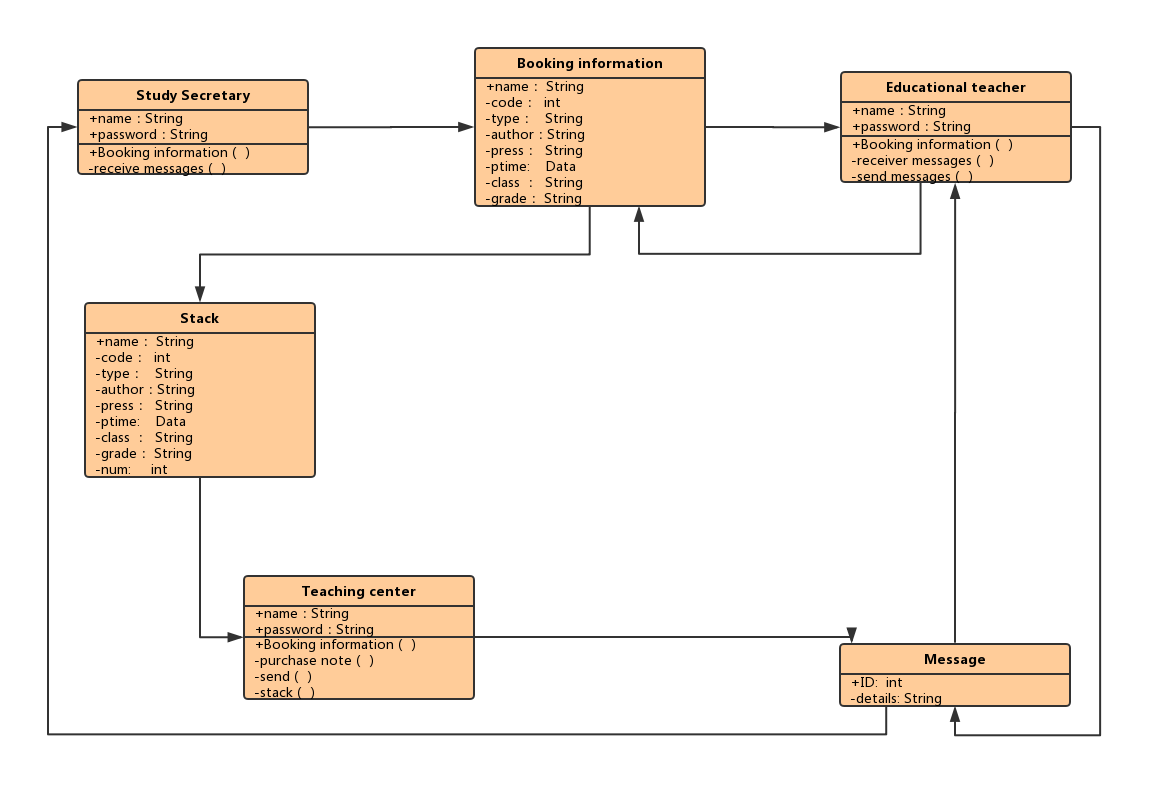 Study Secretary
+name : String
+password : String
+Booking information ( )
-receive messages ( )
Booking information
+name : String
-code : int
-type : String
-author : String
-press : String
-ptime: Data
-class : String
-grade : String
Educational teacher
+name : String
+password : String
+Booking information ( )
-receiver messages ( )
-send messages ( )
Stack
+name : String
-code : int
-type : String
-author : String
-press : String
-ptime: Data
-class : String
-grade : String
-num: int
Teaching center
+name : String
+password : String
+Booking information ( )
-purchase note ( )
-send ( )
-stack ( )
Message
+ID: int
-details: String